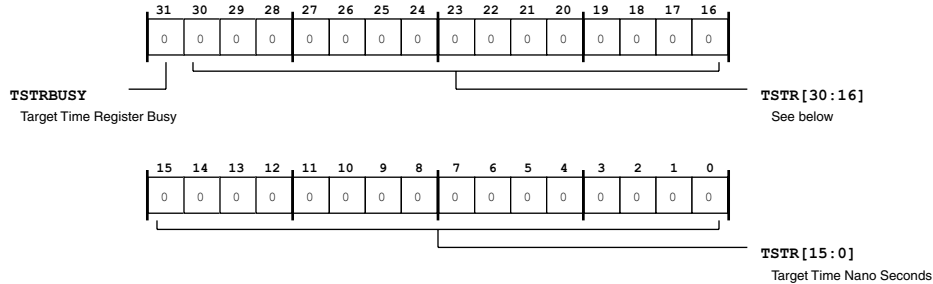 31 30 29 28 27 26 25 24 23 22 21 20 19 18 17 16
0 0 0 0 0 0 0 0 0 0 0 0 0 0 0 0
TSTRBUSY
Target Time Register Busy
TSTR[30:16]
See below
15 14 13 12 11 10 9 8 7 6 5 4 3 2 1 0
0 0 0 0 0 0 0 0 0 0 0 0 0 0 0 0
TSTR[15:0]
Target Time Nano Seconds